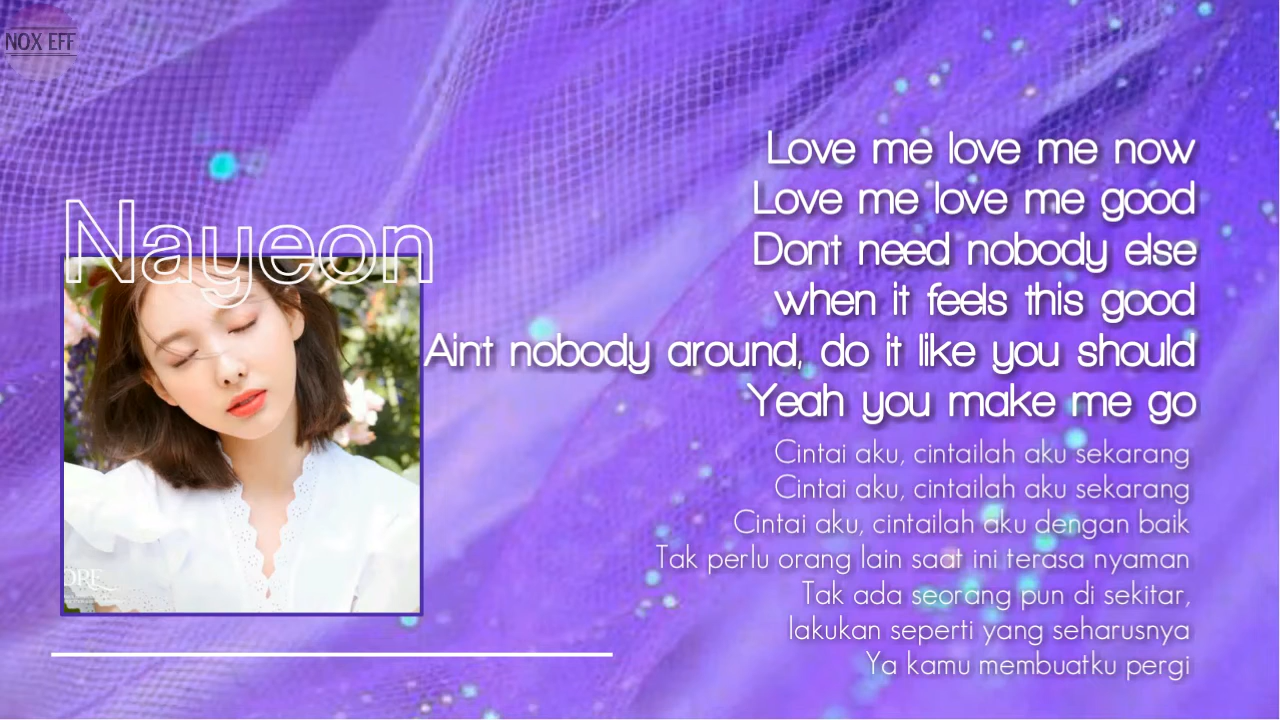 NOX EFF
Nayeon
Love me love me now
Love me love me good
Dont need nobody else
when it feels this good
Aint nobody around, do it like you should
Yeah you make me go
Cintai aku, cintailah aku sekarang
Cintai aku, cintailah aku sekarang
Cintai aku, cintailah aku dengan baik
Tak perlu orang lain saat ini terasa nyaman
Tak ada seorang pun di sekitar,
lakukan seperti yang seharusnya
Ya kamu membuatku pergi